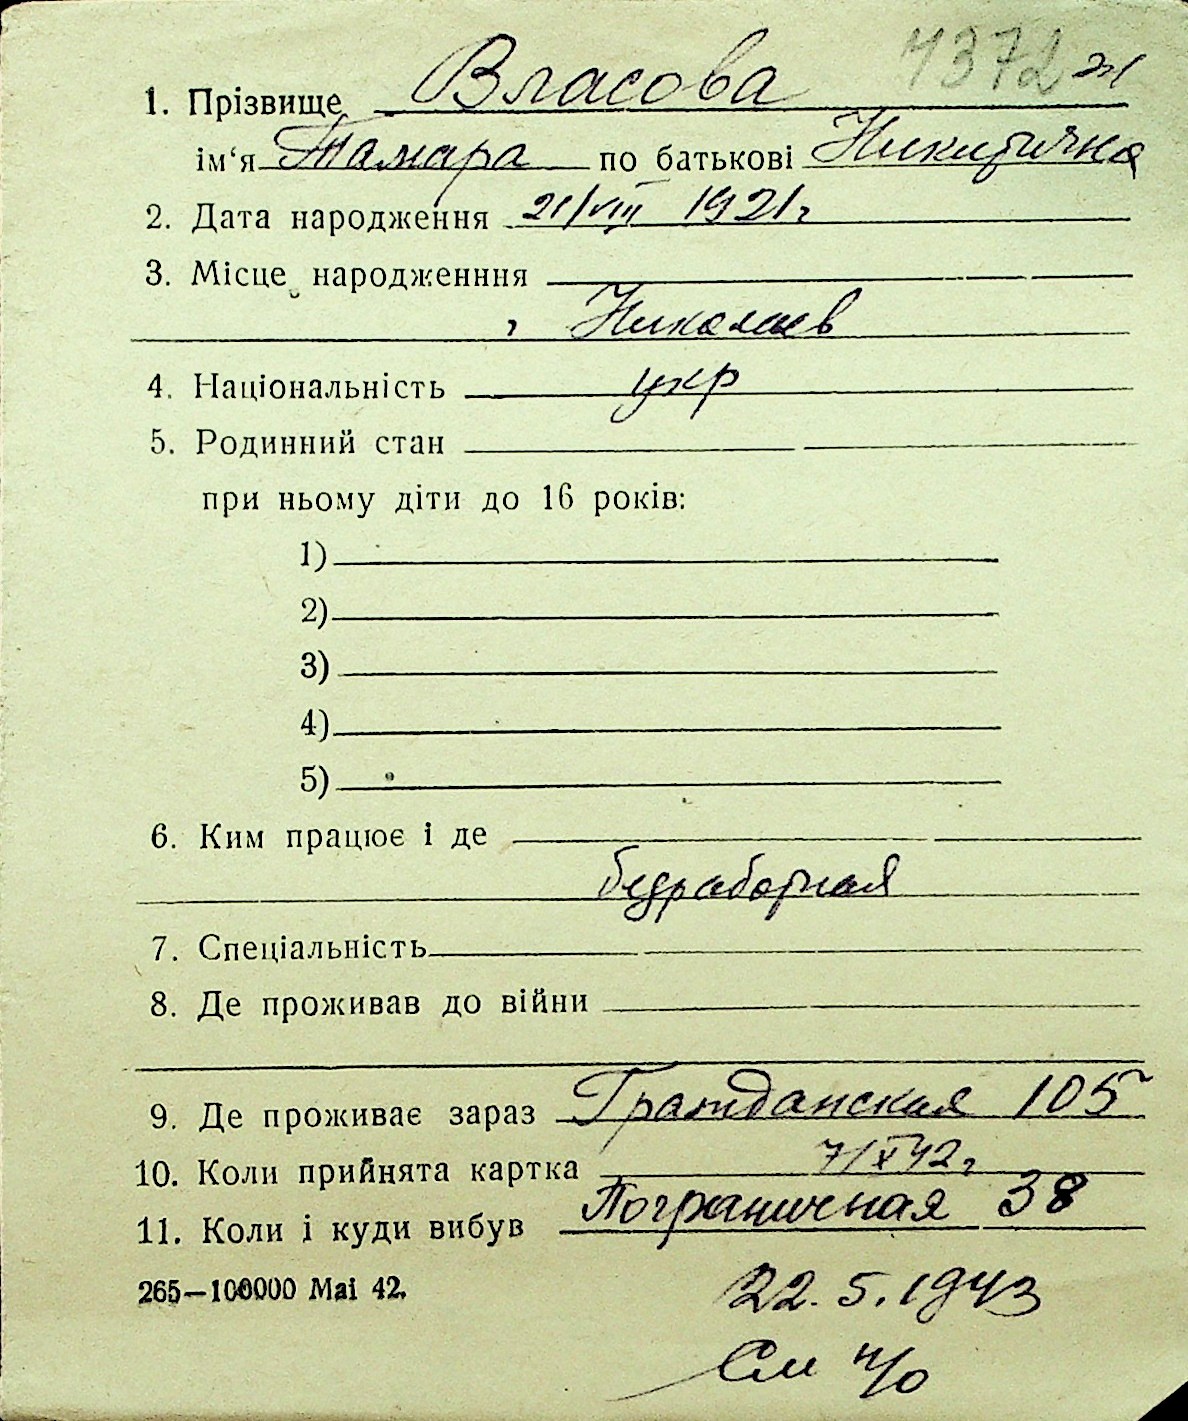 4372 ж
1. Прізвище Власова
ім‘я Тамара по батькові Никитична
2. Дата народження 21/VIII 1921 г
3. Місце народженння
г Николаев
4. Національність укр
5. Родинний стан
при ньому діти до 16 років:
1)
2)
3)
4)
5)
6. Ким працює і де
безработная
7. Спеціальність
8. Де проживав до війни
9. Де проживає зараз Гражданская 105
10. Коли прийнята картка 7/X 42 г
11. Коли і куди вибув Пограничная 38
265—100000 Mai 42.
22.5.1943
См н/о